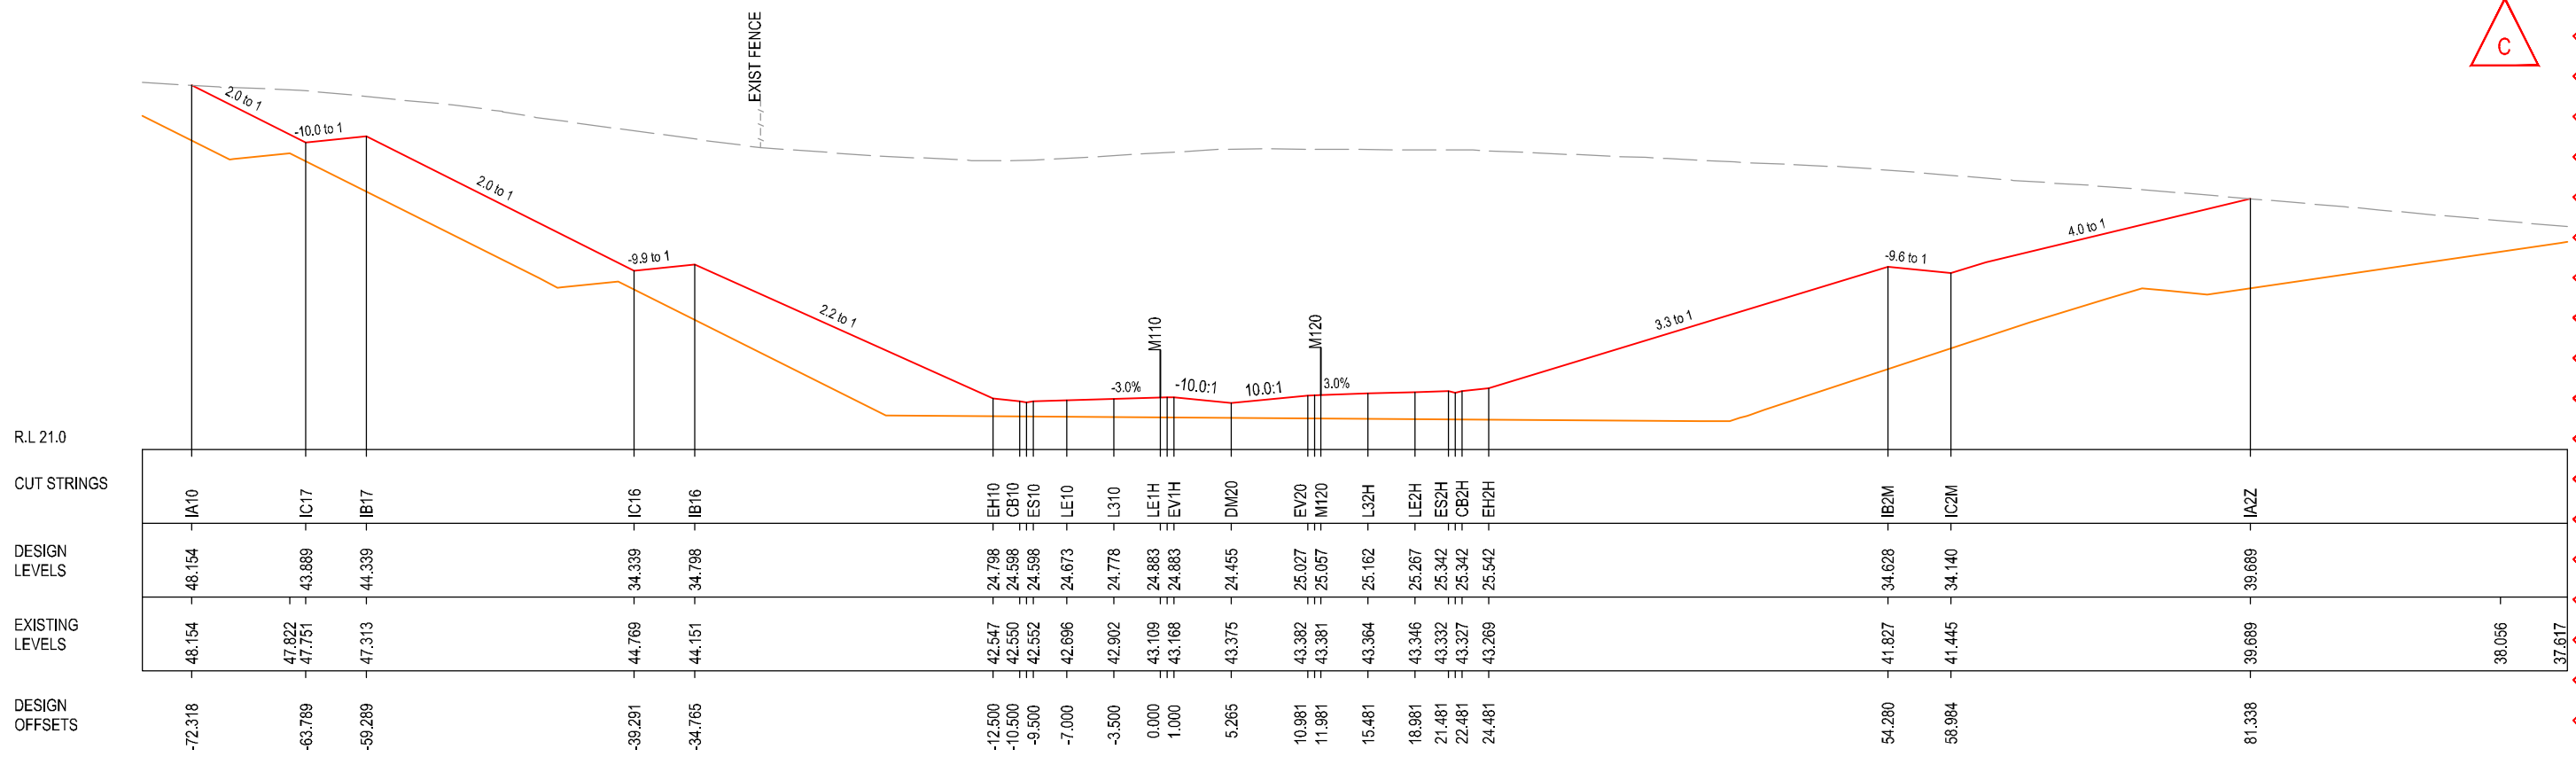 EXIST FENCE
C
2.0 to 1
-10.0 to 1
2.0 to 1
-9.9 to 1
2.2 to 1
-3.0%
M110
-10.0:1
10.0:1
M120
3.0%
3.3 to 1
-9.6 to 1
4.0 to 1
R.L 21.0
CUT STRINGS
IA10
IC17
IB17
IC16
IB16
EH10
CB10
ES10
LE10
L310
LE1H
EV1H
DM20
EV20
M120
L32H
LE2H
ES2H
CB2H
EH2H
IB2M
IC2M
IA2Z
DESIGN
LEVELS
48.154
43.889
44.339
34.339
34.798
24.798
24.598
24.598
24.673
24.778
24.883
24.883
24.455
25.027
25.057
25.162
25.267
25.342
25.342
25.542
34.628
34.140
39.689
EXISTING
LEVELS
48.154
47.822
47.751
47.313
44.769
44.151
42.547
42.550
42.552
42.696
42.902
43.109
43.168
43.375
43.382
43.381
43.364
43.346
43.332
43.327
43.269
41.827
41.445
39.689
38.056
37.617
DESIGN
OFFSETS
-72.318
-63.789
-59.289
-39.291
-34.765
-12.500
-10.500
-9.500
-7.000
-3.500
0.000
1.000
5.265
10.981
11.981
15.481
18.981
21.481
22.481
24.481
54.280
58.984
81.338